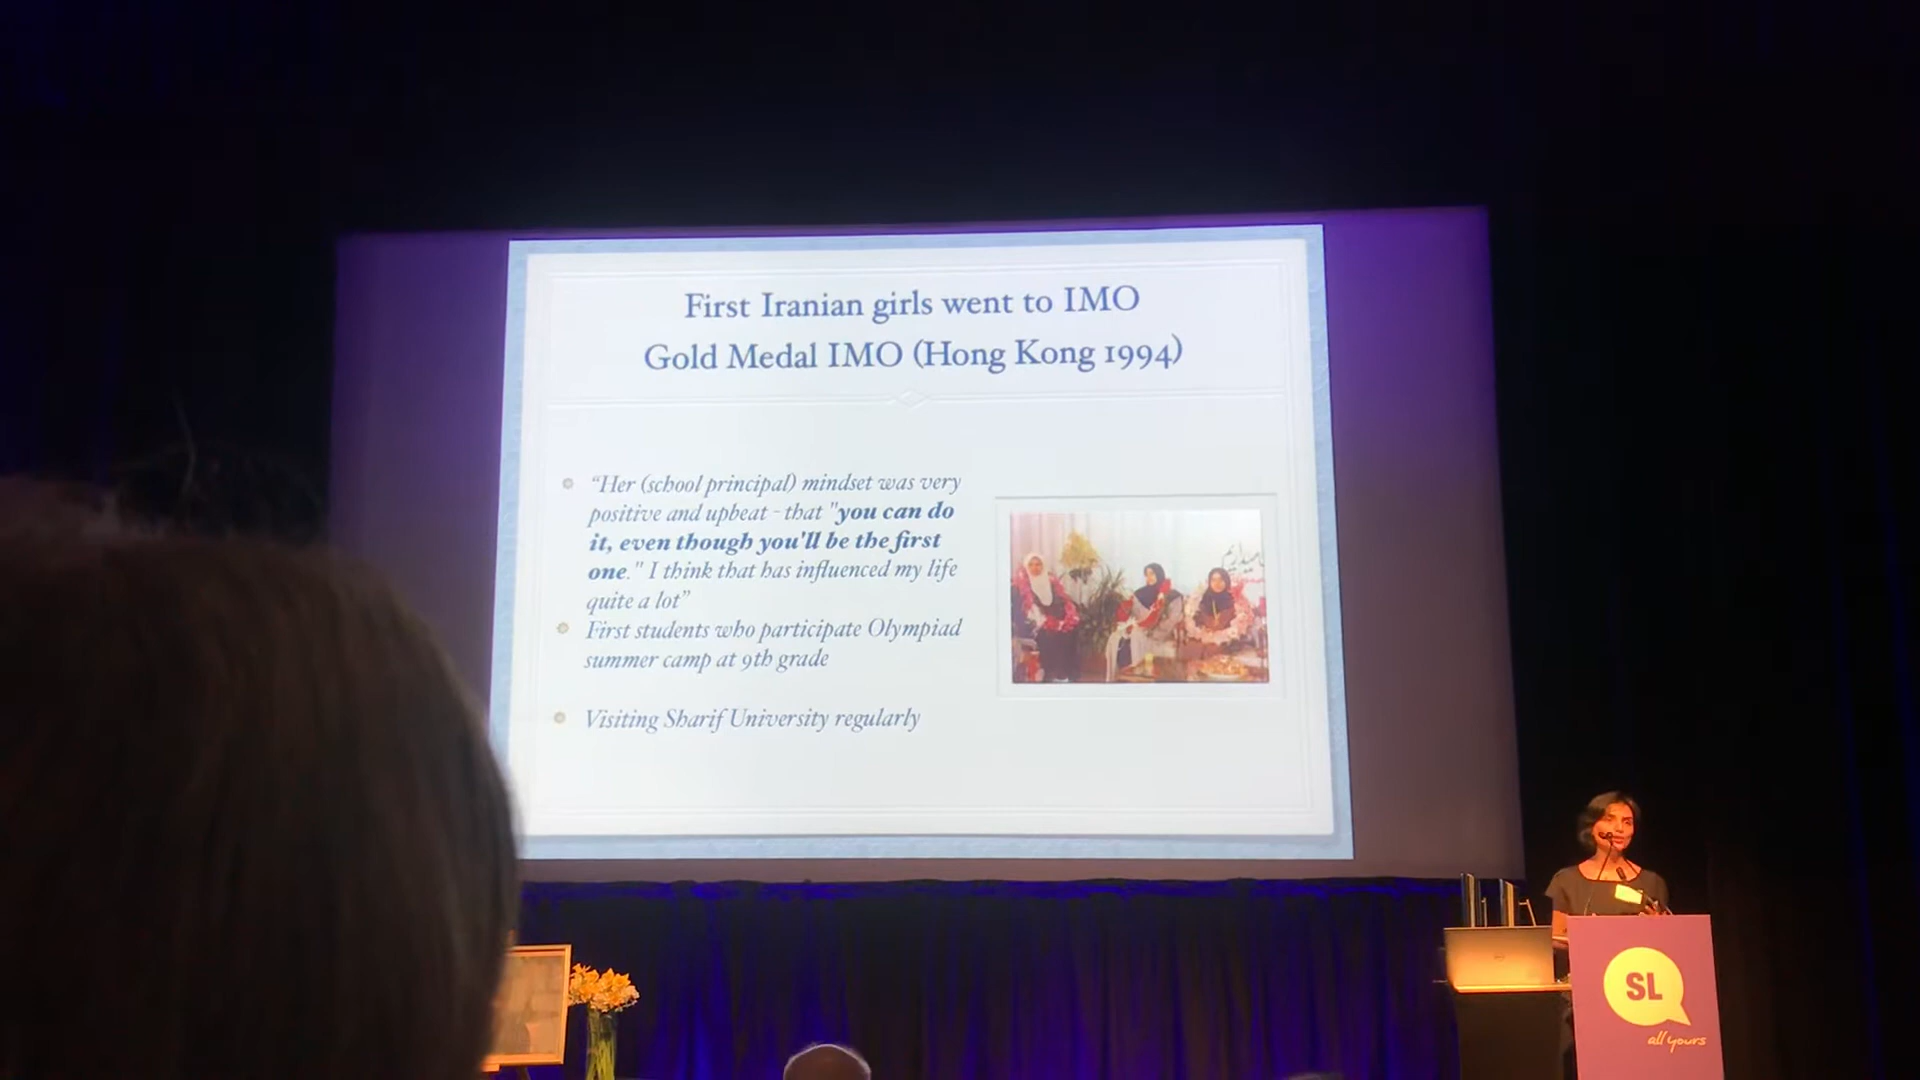 First Iranian girls went to IMO
Gold Medal IMO (Hong Kong 1994)
“Her (school principal) mindset was very
positive and upbeat - that "you can do
it, even though you'll be the first
one." I think that has influenced my life
quite a lot”
First students who participate Olympiad
summer camp at 9th grade
Visiting Sharif University regularly
SL
all yours